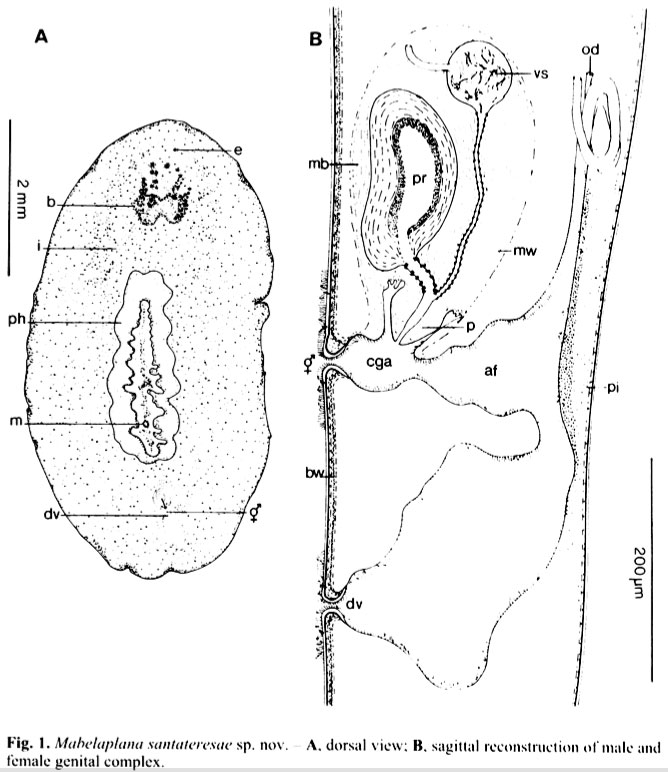 A
B
e
b
i
ph
m
dv
⚥
2 mm
od
vs
mb
pr
mw
p
⚥
cga
af
pi
bw
dv
200 µm
Fig. 1. Mabelaplana santateresae sp. nov. – A, dorsal view; B, sagittal reconstruction of male and
female genital complex.